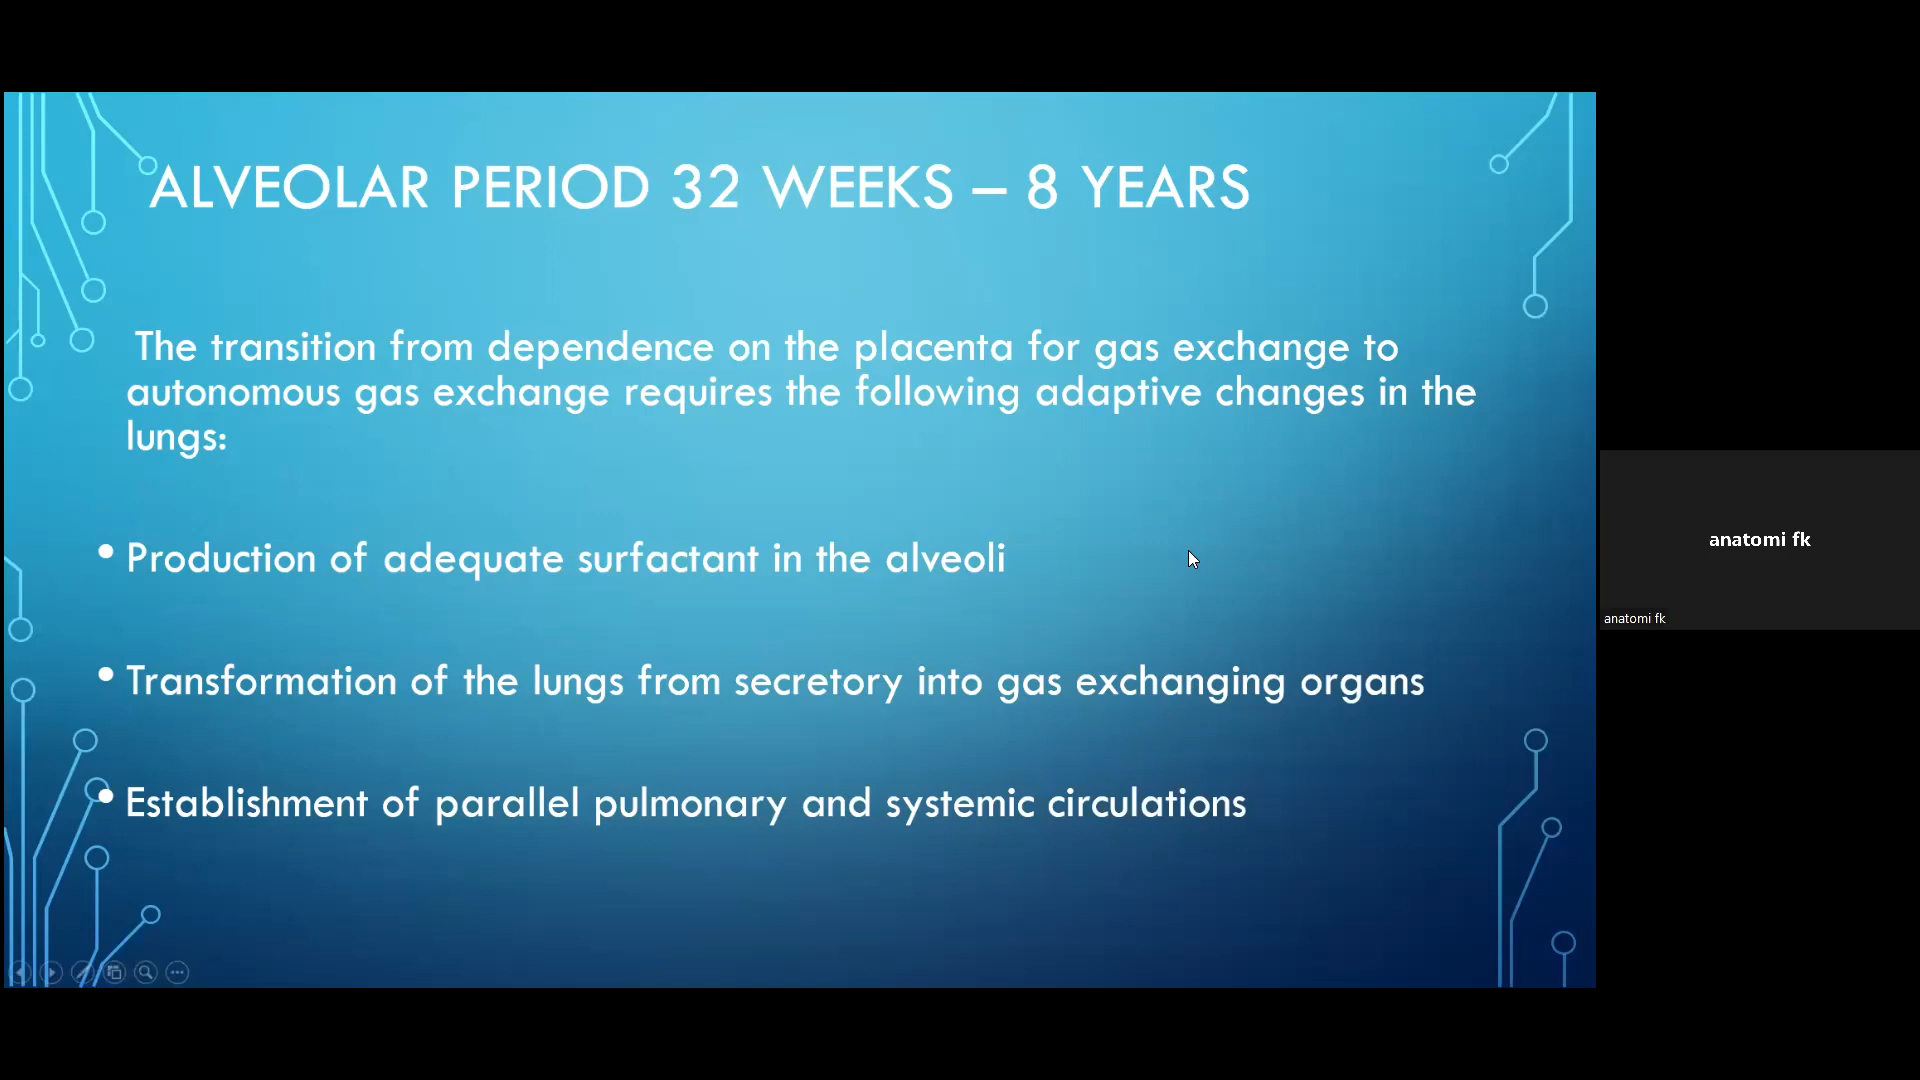 ALVEOLAR PERIOD 32 WEEKS – 8 YEARS
The transition from dependence on the placenta for gas exchange to
autonomous gas exchange requires the following adaptive changes in the
lungs:
• Production of adequate surfactant in the alveoli
• Transformation of the lungs from secretory into gas exchanging organs
• Establishment of parallel pulmonary and systemic circulations
anatomi fk
anatomi fk